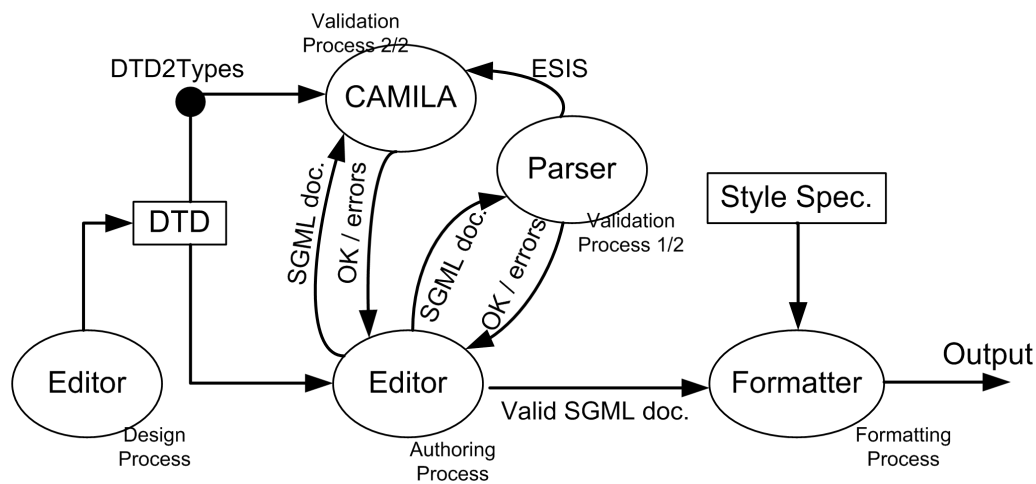 Validation
Process 2/2
DTD2Types
CAMILA
ESIS
Parser
Validation
Process 1/2
Style Spec.
DTD
SGML doc.
OK / errors
SGML doc.
OK / errors
Editor
Design
Process
Editor
Authoring
Process
Valid SGML doc.
Formatter
Formatting
Process
Output